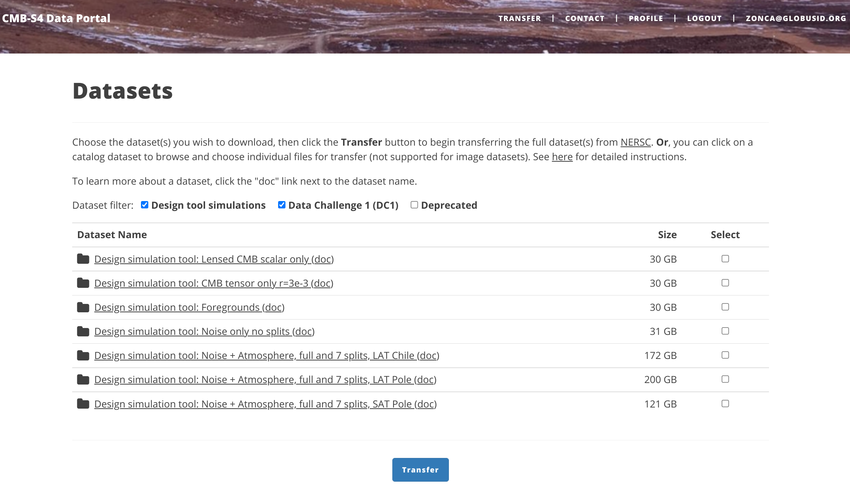 CMB-S4 Data Portal
TRANSFER | CONTACT | PROFILE | LOGOUT | ZONCA@GLOBUSID.ORG
Datasets
Choose the dataset(s) you wish to download, then click the Transfer button to begin transferring the full dataset(s) from NERSC. Or, you can click on a
catalog dataset to browse and choose individual files for transfer (not supported for image datasets). See here for detailed instructions.
To learn more about a dataset, click the "doc" link next to the dataset name.
Dataset filter: Design tool simulations Data Challenge 1 (DC1) Deprecated
Dataset Name Size Select
Design simulation tool: Lensed CMB scalar only (doc) 30 GB
Design simulation tool: CMB tensor only r=3e-3 (doc) 30 GB
Design simulation tool: Foregrounds (doc) 30 GB
Design simulation tool: Noise only no splits (doc) 31 GB
Design simulation tool: Noise + Atmosphere, full and 7 splits, LAT Chile (doc) 172 GB
Design simulation tool: Noise + Atmosphere, full and 7 splits, LAT Pole (doc) 200 GB
Design simulation tool: Noise + Atmosphere, full and 7 splits, SAT Pole (doc) 121 GB
Transfer